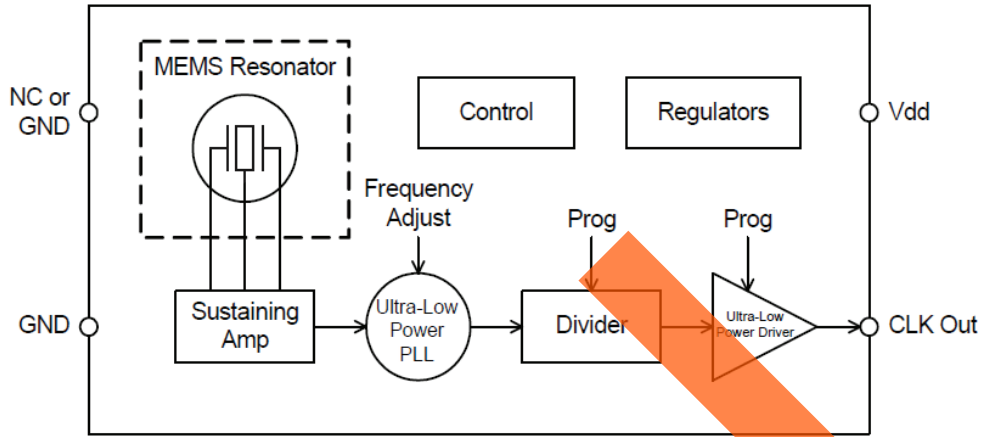 MEMS Resonator
NC or
GND
Control
Regulators
Vdd
Frequency
Adjust
Prog
Prog
GND
Sustaining
Amp
Ultra-Low
Power
PLL
Divider
Ultra-Low
Power Driver
CLK Out